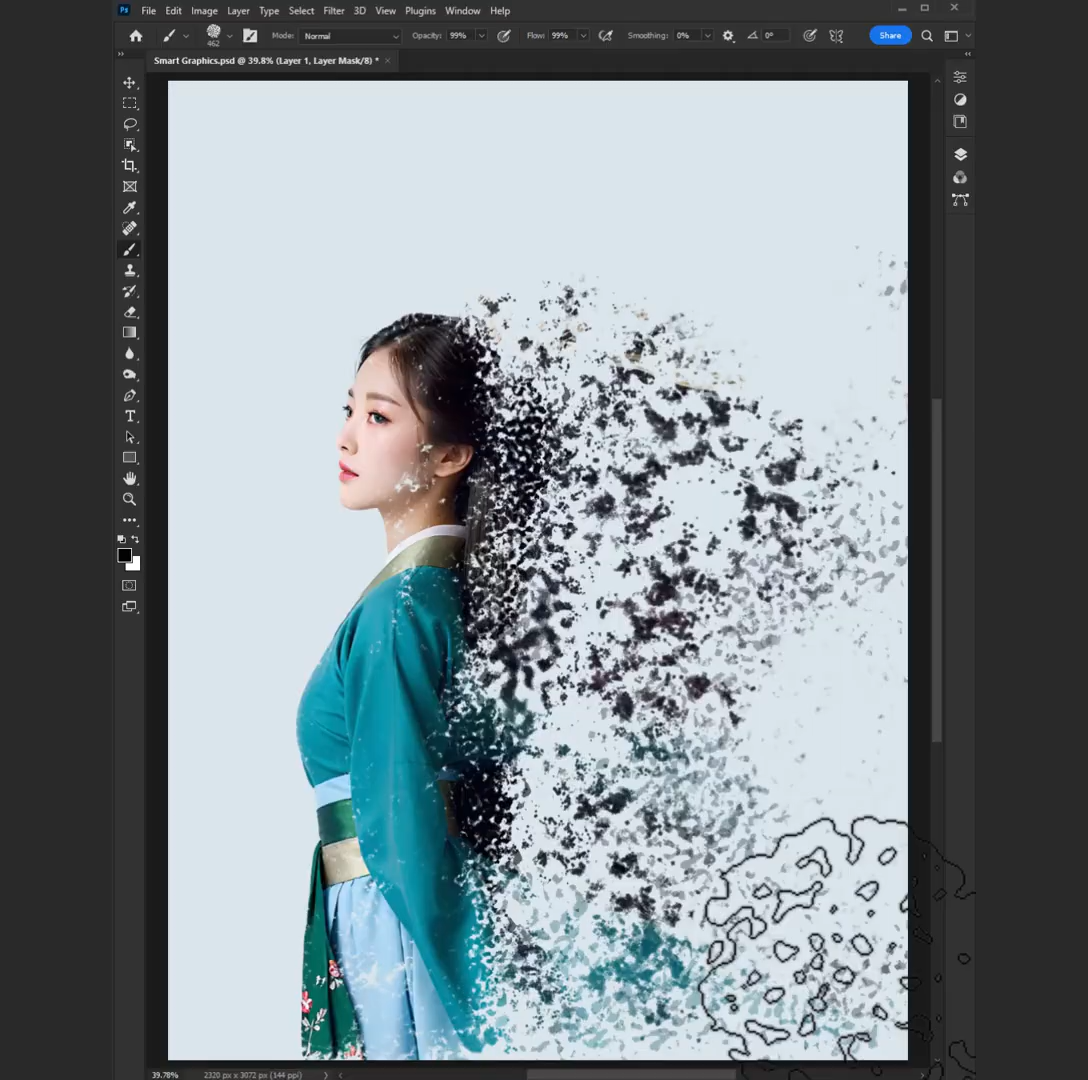 Ps File Edit Image Layer Type Select Filter 3D View Plugins Window Help
462 Mode: Normal Opacity: 99% Flow: 99% Smoothing: 0% 0° Share
Smart Graphics.psd @ 39.8% (Layer 1, Layer Mask/8) * ×
T
39.78% 2320 px x 3072 px (144 ppi)